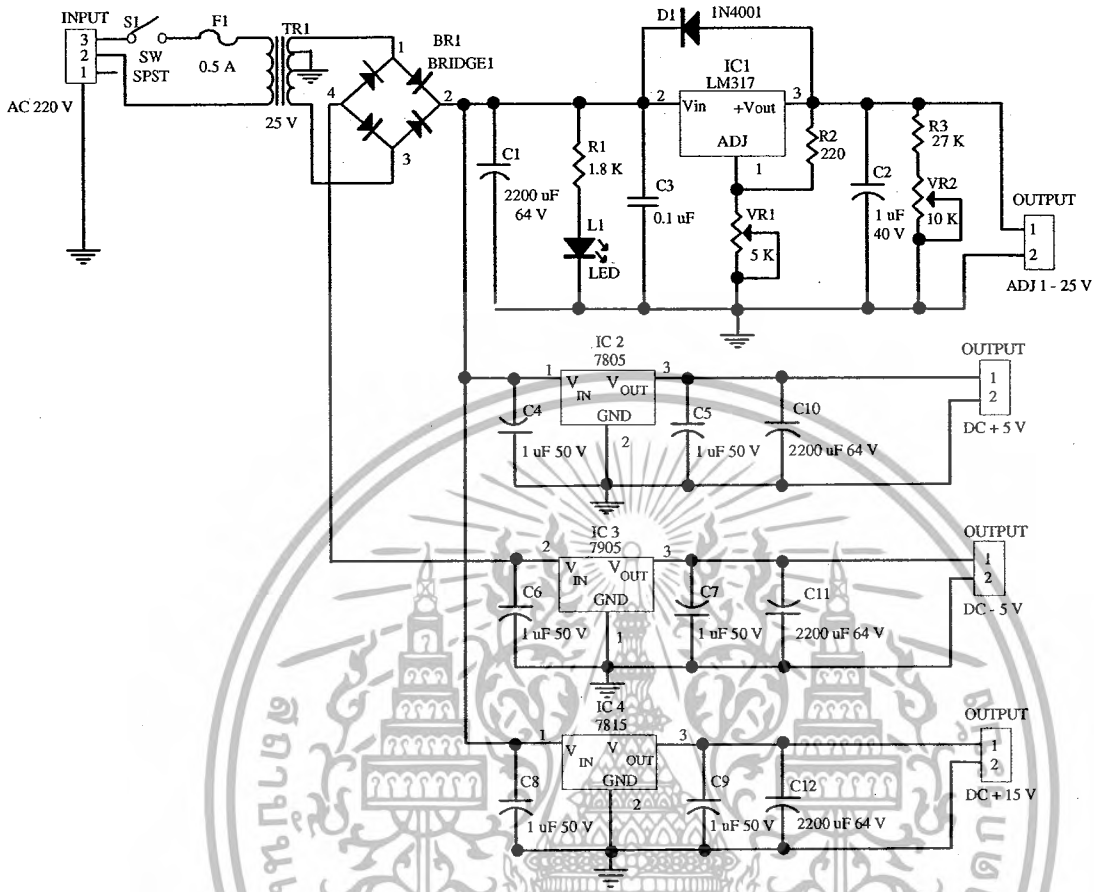 INPUT
3
2
1
AC 220 V
S1
SW
SPST
F1
0.5 A
TR1
25 V
BR1
BRIDGE1
1
2
3
4
C1
2200 uF
64 V
R1
1.8 K
L1
LED
C3
0.1 uF
D1
1N4001
IC1
LM317
2
Vin
+Vout
3
ADJ
1
R2
220
VR1
5 K
C2
1 uF
40 V
R3
27 K
VR2
10 K
OUTPUT
1
2
ADJ 1 - 25 V
IC 2
7805
1
V IN
V OUT
3
GND
2
C4
1 uF 50 V
C5
1 uF 50 V
C10
2200 uF 64 V
OUTPUT
1
2
DC + 5 V
IC 3
7905
2
V IN
V OUT
3
GND
1
C6
1 uF 50 V
C7
1 uF 50 V
C11
2200 uF 64 V
OUTPUT
1
2
DC - 5 V
IC 4
7815
1
V IN
V OUT
3
GND
2
C8
1 uF 50 V
C9
1 uF 50 V
C12
2200 uF 64 V
OUTPUT
1
2
DC + 15 V